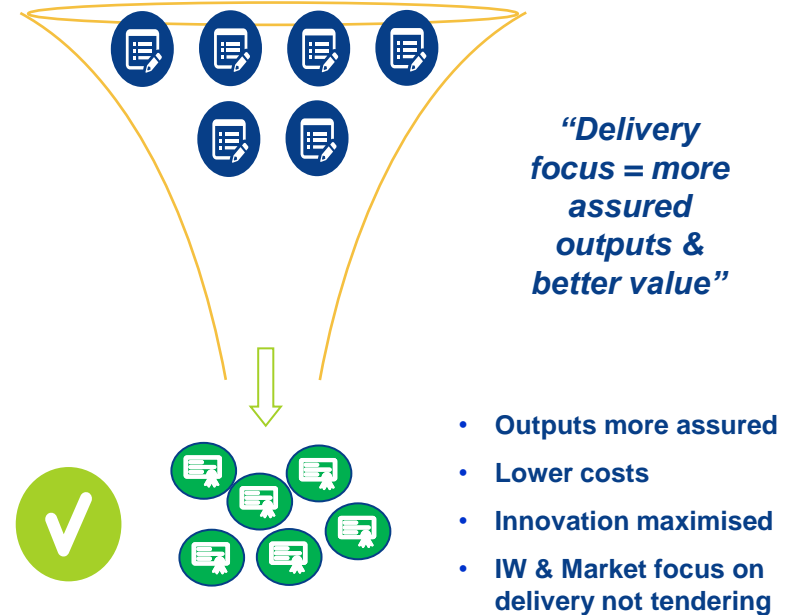 “Delivery
focus = more
assured
outputs &
better value”
• Outputs more assured
• Lower costs
• Innovation maximised
• IW & Market focus on
delivery not tendering